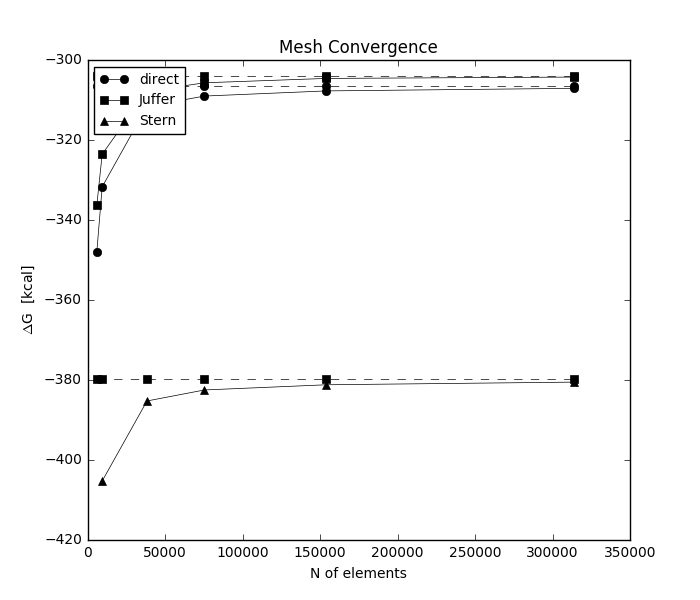 Mesh Convergence
−300
direct
Juffer
Stern
−320
−340
−360
−380
−400
−420
ΔG [kcal]
0 50000 100000 150000 200000 250000 300000 350000
N of elements